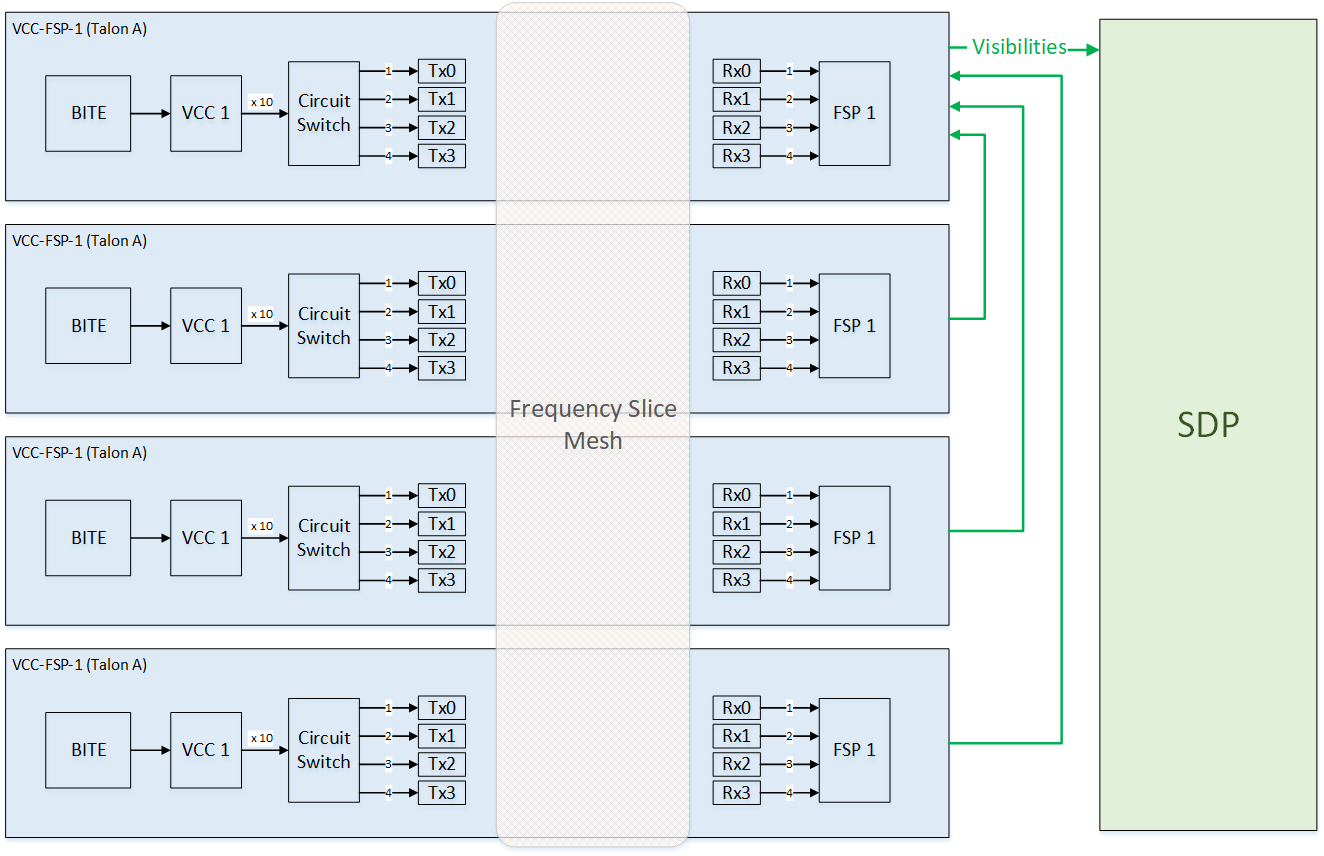 VCC-FSP-1 (Talon A)
BITE
VCC 1
x 10
Circuit
Switch
1
Tx0
2
Tx1
3
Tx2
4
Tx3
Rx0
1
Rx1
2
Rx2
3
Rx3
4
FSP 1
Visibilities
VCC-FSP-1 (Talon A)
BITE
VCC 1
x 10
Circuit
Switch
1
Tx0
2
Tx1
3
Tx2
4
Tx3
Rx0
1
Rx1
2
Rx2
3
Rx3
4
FSP 1
Frequency Slice
Mesh
SDP
VCC-FSP-1 (Talon A)
BITE
VCC 1
x 10
Circuit
Switch
1
Tx0
2
Tx1
3
Tx2
4
Tx3
Rx0
1
Rx1
2
Rx2
3
Rx3
4
FSP 1
VCC-FSP-1 (Talon A)
BITE
VCC 1
x 10
Circuit
Switch
1
Tx0
2
Tx1
3
Tx2
4
Tx3
Rx0
1
Rx1
2
Rx2
3
Rx3
4
FSP 1